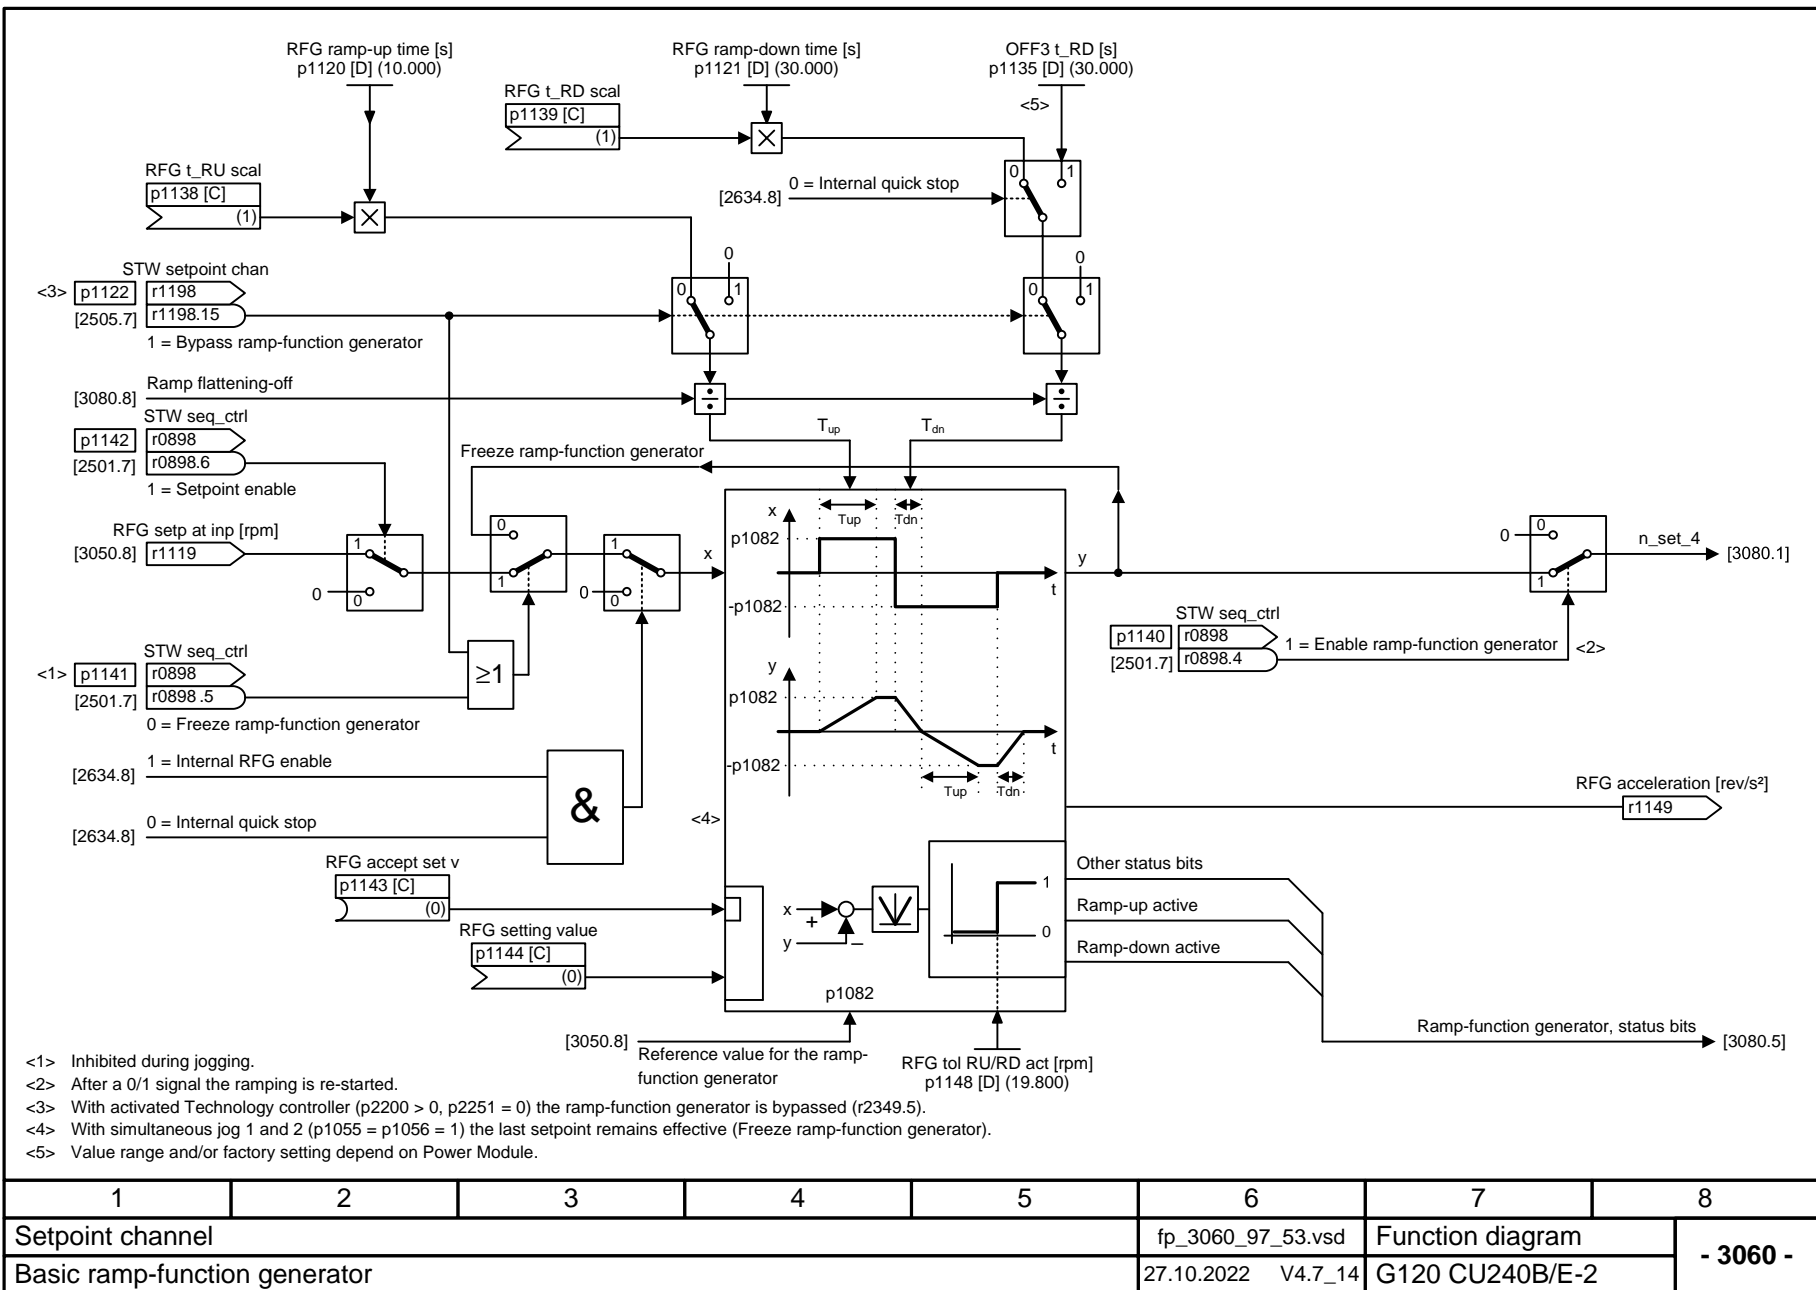 RFG ramp-up time [s]
p1120 [D] (10.000)
RFG ramp-down time [s]
p1121 [D] (30.000)
OFF3 t_RD [s]
p1135 [D] (30.000)
<5>
RFG t_RD scal
p1139 [C]
(1)
RFG t_RU scal
p1138 [C]
(1)
[2634.8]
0 = Internal quick stop
0
1
STW setpoint chan
<3>
p1122
r1198
[2505.7]
r1198.15
1 = Bypass ramp-function generator
0
0
1
0
0
1
Ramp flattening-off
[3080.8]
STW seq_ctrl
p1142
r0898
[2501.7]
r0898.6
1 = Setpoint enable
Tup
Tdn
Freeze ramp-function generator
RFG setp at inp [rpm]
[3050.8]
r1119
1
0
0
0
1
1
0
0
x
x
p1082
-p1082
Tup
Tdn
t
y
p1082
-p1082
Tup
Tdn
t
y
0
0
1
n_set_4
[3080.1]
STW seq_ctrl
p1140
r0898
[2501.7]
r0898.4
1 = Enable ramp-function generator
<2>
STW seq_ctrl
<1>
p1141
r0898
[2501.7]
r0898.5
0 = Freeze ramp-function generator
≥1
[2634.8]
1 = Internal RFG enable
[2634.8]
0 = Internal quick stop
&
<4>
RFG acceleration [rev/s²]
r1149
RFG accept set v
p1143 [C]
(0)
RFG setting value
p1144 [C]
(0)
x
+
y
−
1
0
p1082
Other status bits
Ramp-up active
Ramp-down active
Ramp-function generator, status bits
[3080.5]
[3050.8]
Reference value for the ramp-
function generator
RFG tol RU/RD act [rpm]
p1148 [D] (19.800)
<1> Inhibited during jogging.
<2> After a 0/1 signal the ramping is re-started.
<3> With activated Technology controller (p2200 > 0, p2251 = 0) the ramp-function generator is bypassed (r2349.5).
<4> With simultaneous jog 1 and 2 (p1055 = p1056 = 1) the last setpoint remains effective (Freeze ramp-function generator).
<5> Value range and/or factory setting depend on Power Module.
1 2 3 4 5 6 7 8
Setpoint channel
fp_3060_97_53.vsd
Function diagram
- 3060 -
Basic ramp-function generator
27.10.2022 V4.7_14
G120 CU240B/E-2